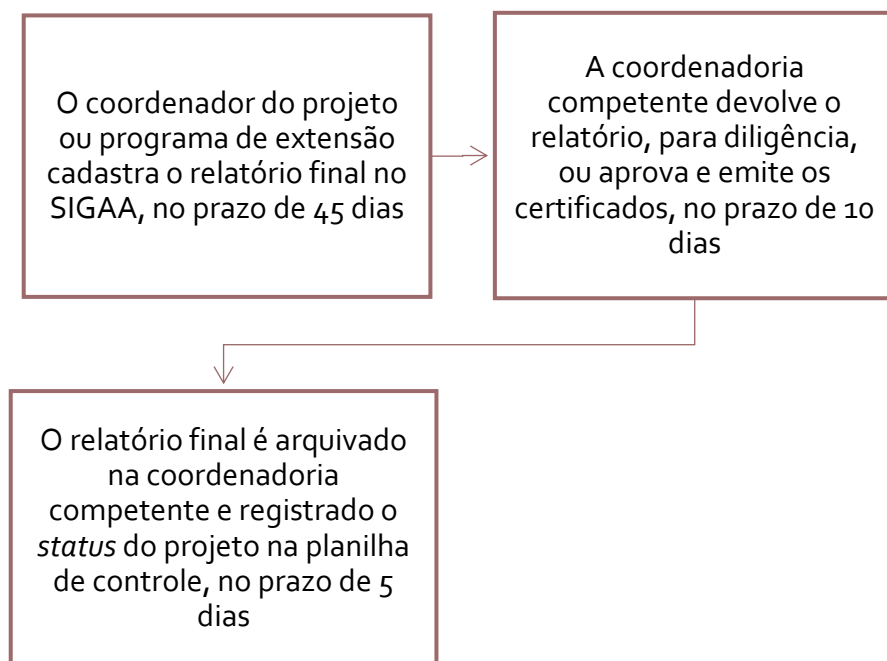 O coordenador do projeto
ou programa de extensão
cadastra o relatório final no
SIGAA, no prazo de 45 dias
A coordenadoria
competente devolve o
relatório, para diligência,
ou aprova e emite os
certificados, no prazo de 10
dias
O relatório final é arquivado
na coordenadoria
competente e registrado o
status do projeto na planilha
de controle, no prazo de 5
dias